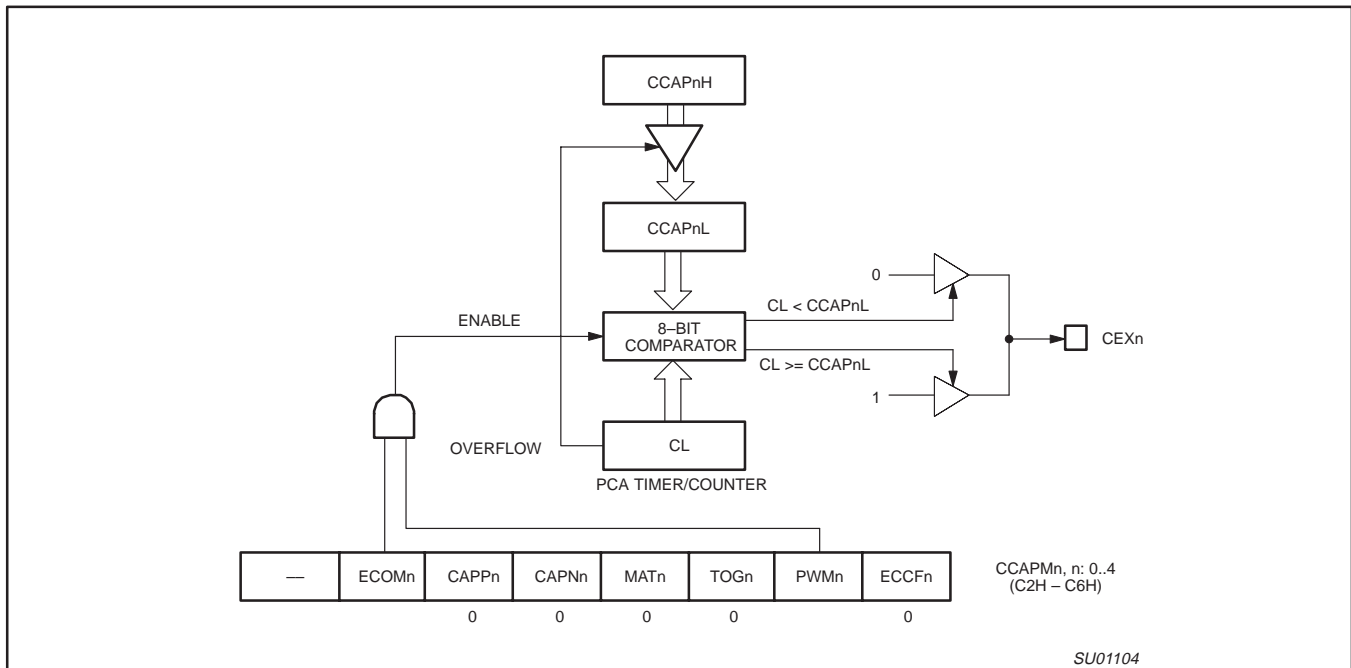 CCAPnH
CCAPnL
0
CL < CCAPnL
ENABLE
8–BIT
COMPARATOR
CEXn
CL >= CCAPnL
1
OVERFLOW
CL
PCA TIMER/COUNTER
— ECOMn CAPPn CAPNn MATn TOGn PWMn ECCFn
CCAPMn, n: 0..4
(C2H – C6H)
0 0 0 0 0
SU01104